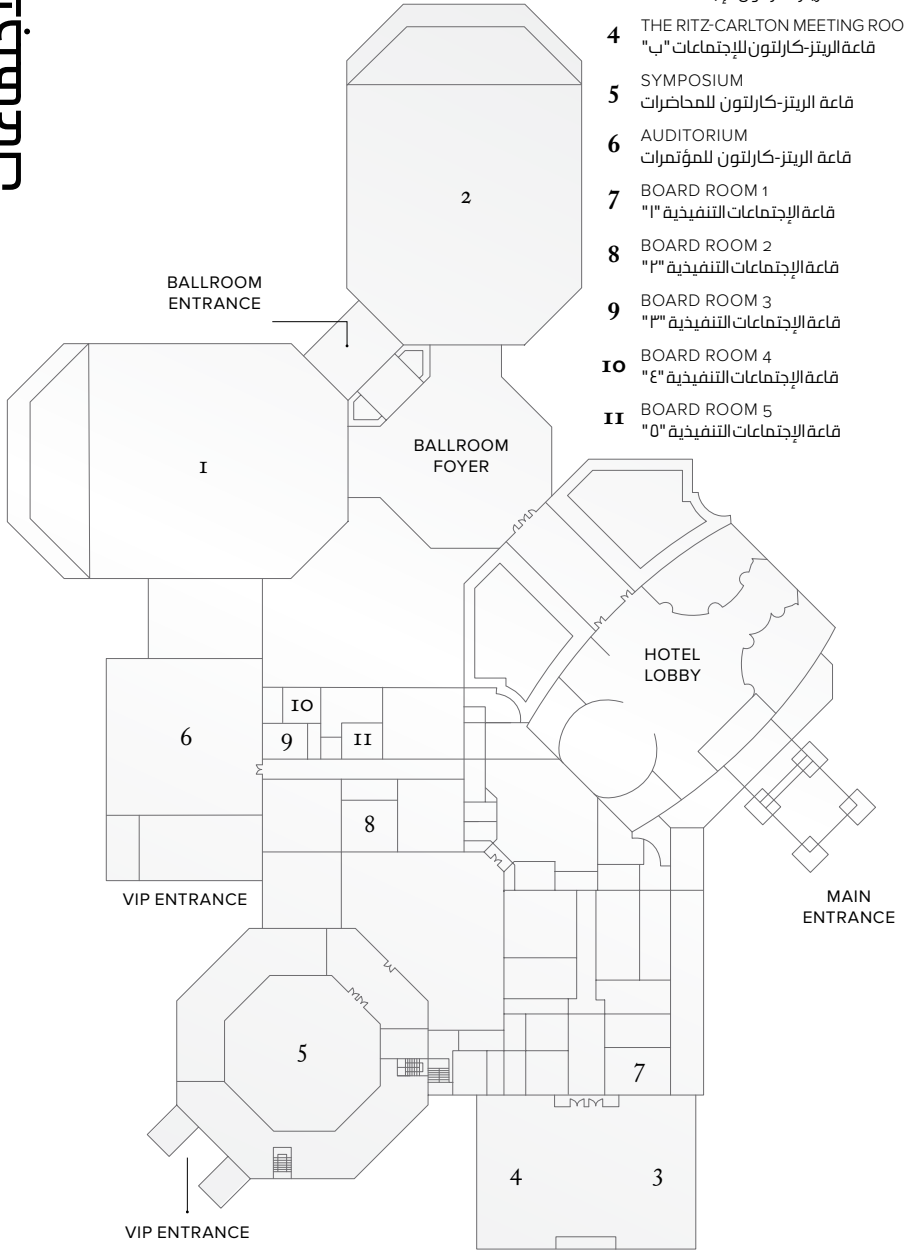 4 THE RITZ-CARLTON MEETING ROO
قاعة الريتز-كارلتون للإجتماعات "ب"
5 SYMPOSIUM
قاعة الريتز-كارلتون للمحاضرات
6 AUDITORIUM
قاعة الريتز-كارلتون للمؤتمرات
7 BOARD ROOM 1
قاعة الإجتماعات التنفيذية "١"
8 BOARD ROOM 2
قاعة الإجتماعات التنفيذية "٢"
9 BOARD ROOM 3
قاعة الإجتماعات التنفيذية "٣"
10 BOARD ROOM 4
قاعة الإجتماعات التنفيذية "٤"
11 BOARD ROOM 5
قاعة الإجتماعات التنفيذية "٥"
2
BALLROOM
ENTRANCE
1
BALLROOM
FOYER
HOTEL
LOBBY
10
6
9
11
8
VIP ENTRANCE
MAIN
ENTRANCE
5
7
4
3
VIP ENTRANCE